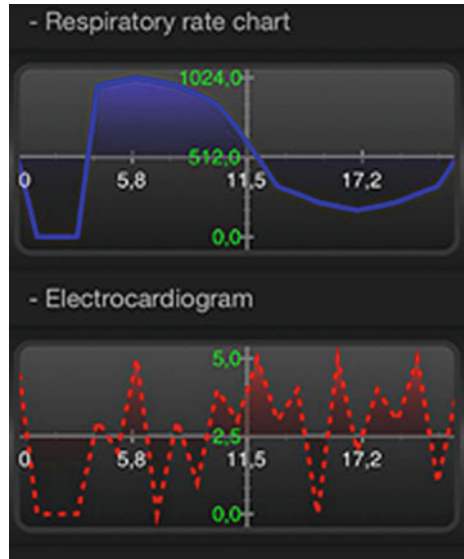 - Respiratory rate chart
1024,0
512,0
0 5,8 11,5 17,2
0,0
- Electrocardiogram
5,0
2,5
0 5,8 11,5 17,2
0,0